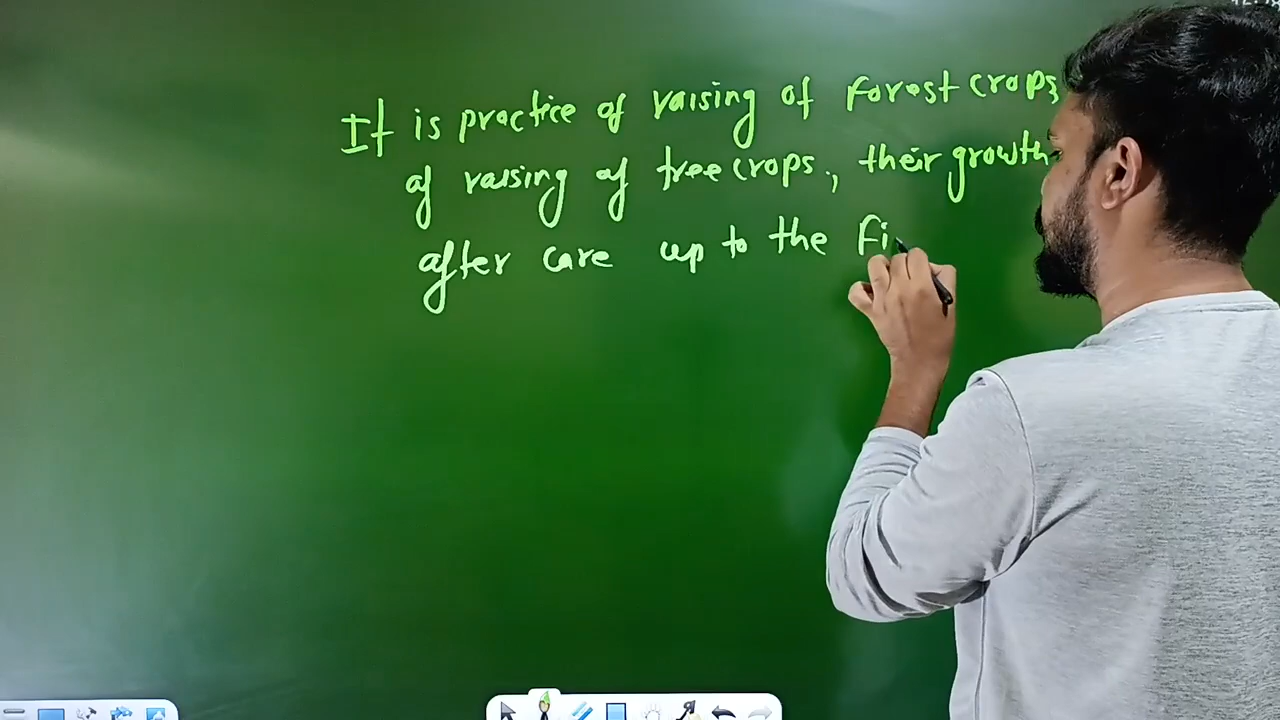 It is practice of raising of forest crops
of raising of tree crops, their growth
after care up to the Fi